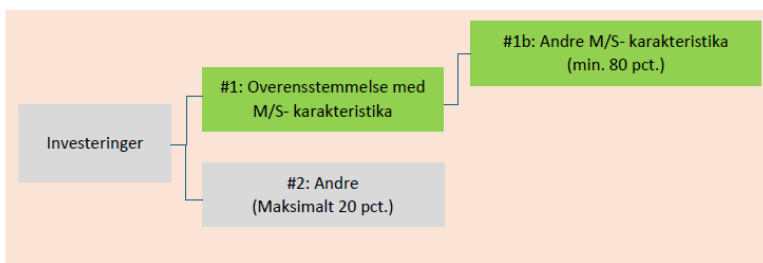 #1b: Andre M/S- karakteristika
(min. 80 pct.)
#1: Overensstemmelse med
M/S- karakteristika
Investeringer
#2: Andre
(Maksimalt 20 pct.)